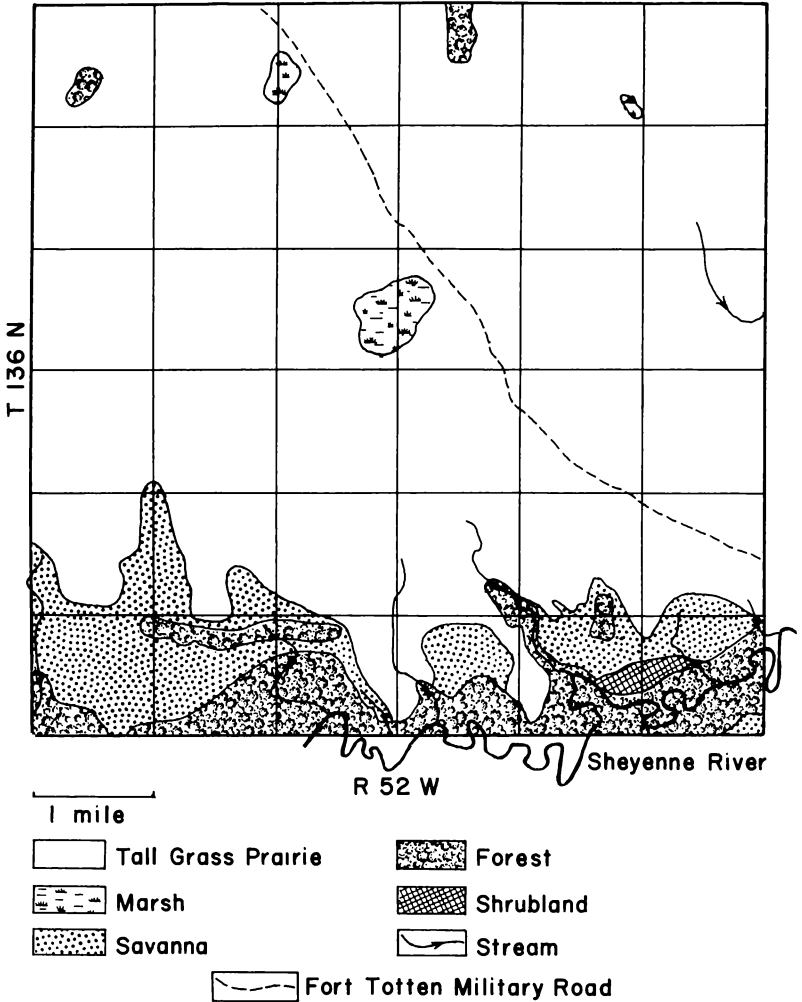 T 136 N
Sheyenne River
R 52 W
1 mile
Tall Grass Prairie
Forest
Marsh
Shrubland
Savanna
Stream
Fort Totten Military Road